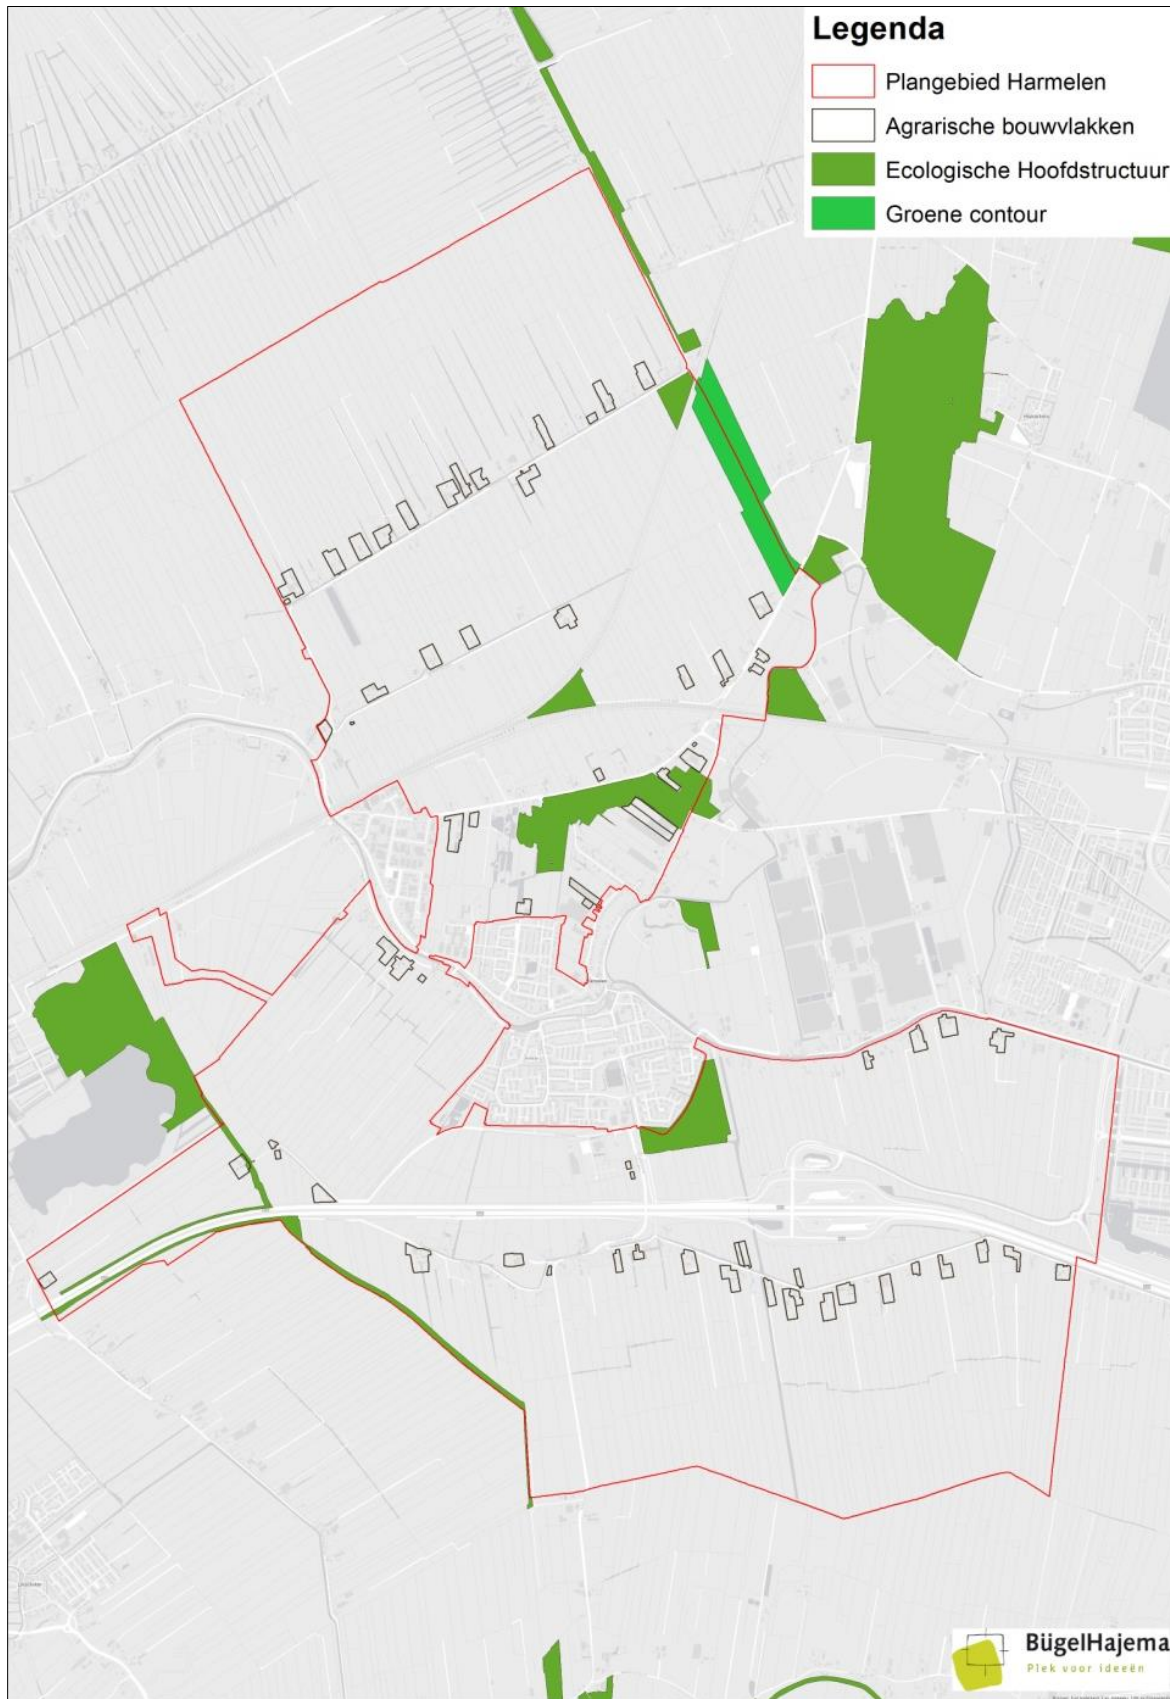 Legenda
Plangebied Harmelen
Agrarische bouwvlakken
Ecologische Hoofdstructuur
Groene contour
BügelHajema
Plek voor ideeën